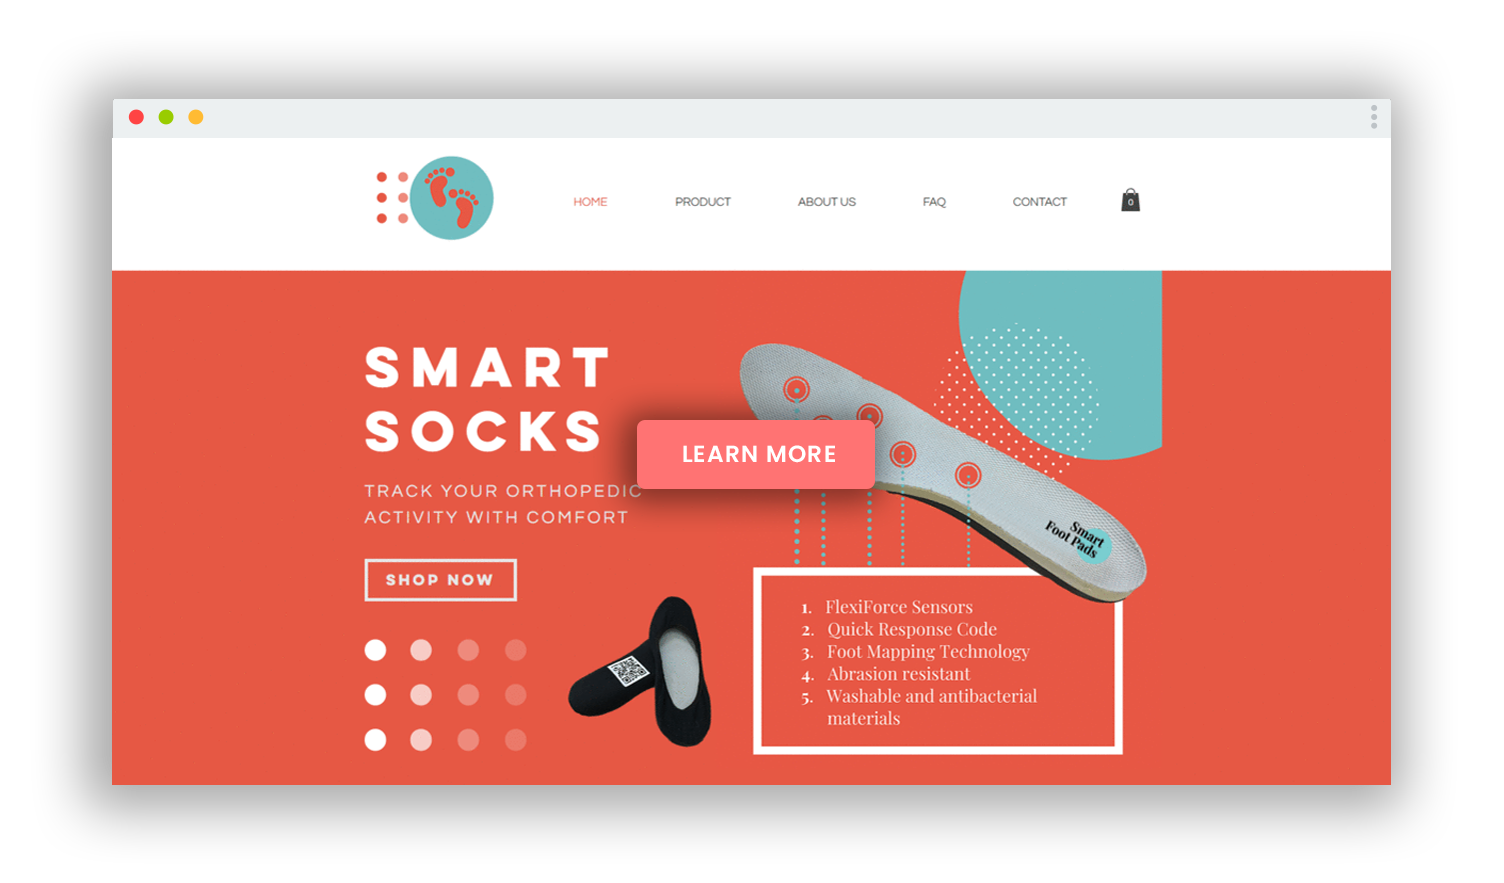 HOME PRODUCT ABOUT US FAQ CONTACT 0
SMART
SOCKS
TRACK YOUR ORTHOPEDIC
ACTIVITY WITH COMFORT
SHOP NOW
LEARN MORE
Smart
Foot Pads
1. FlexiForce Sensors
2. Quick Response Code
3. Foot Mapping Technology
4. Abrasion resistant
5. Washable and antibacterial
materials